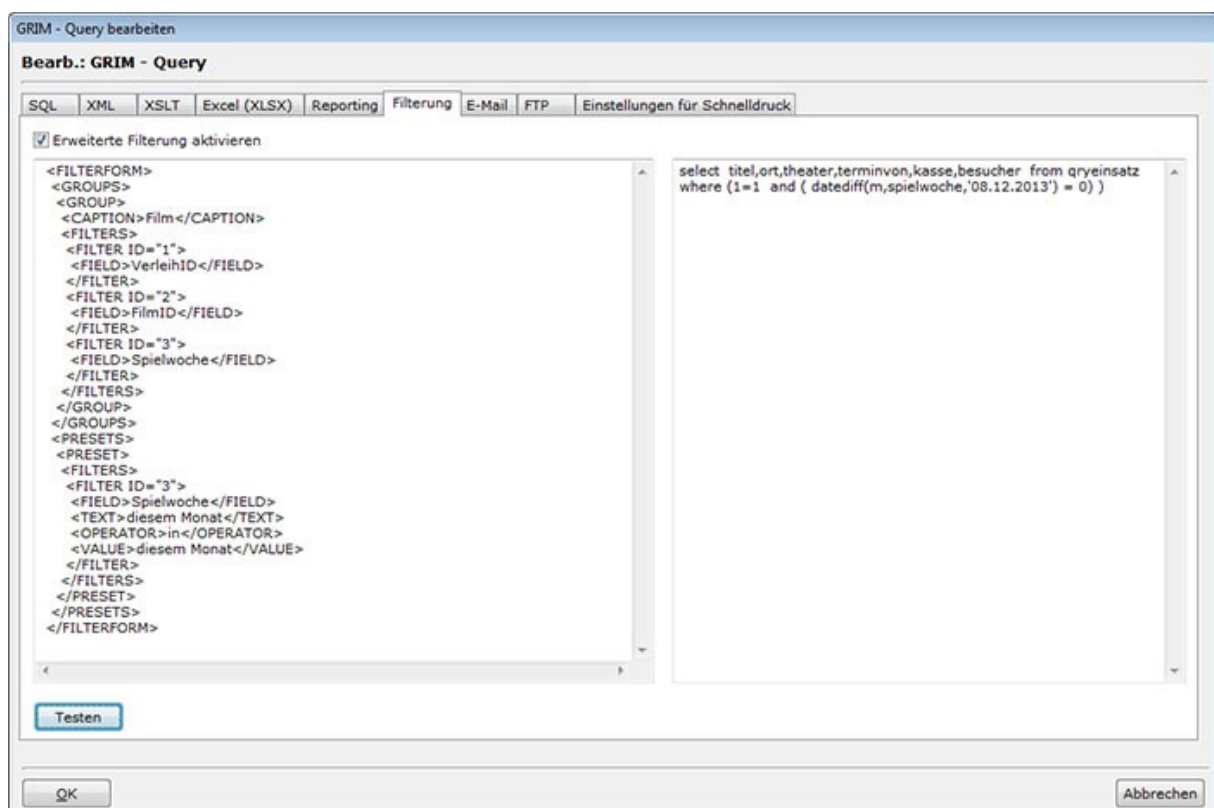 GRIM - Query bearbeiten
Bearb.: GRIM - Query
SQL XML XSLT Excel (XLSX) Reporting Filterung E-Mail FTP Einstellungen für Schnelldruck
Erweiterte Filterung aktivieren
<FILTERFORM>
<GROUPS>
<GROUP>
<CAPTION>Film</CAPTION>
<FILTERS>
<FILTER ID="1">
<FIELD>VerleihID</FIELD>
</FILTER>
<FILTER ID="2">
<FIELD>FilmID</FIELD>
</FILTER>
<FILTER ID="3">
<FIELD>Spielwoche</FIELD>
</FILTER>
</FILTERS>
</GROUP>
</GROUPS>
<PRESETS>
<PRESET>
<FILTERS>
<FILTER ID="3">
<FIELD>Spielwoche</FIELD>
<TEXT>diesem Monat</TEXT>
<OPERATOR>in</OPERATOR>
<VALUE>diesem Monat</VALUE>
</FILTER>
</FILTERS>
</PRESET>
</PRESETS>
</FILTERFORM>
select titel,ort,theater,terminvon,kasse,besucher from qryeinsatz
where (1=1 and ( datediff(m,spielwoche,'08.12.2013') = 0) )
Testen
OK
Abbrechen